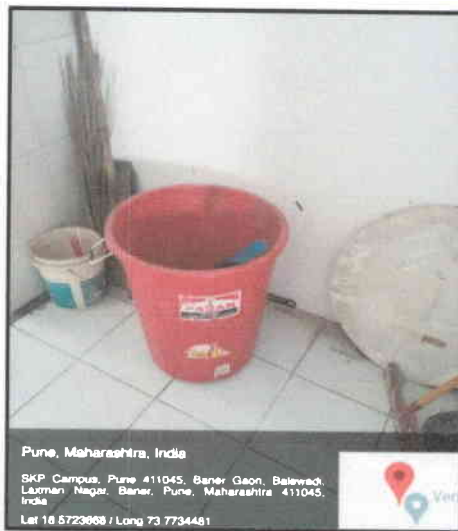 Pune, Maharashtra, India
SKP Campus, Pune 411045, Baner Gaon, Balewadi,
Laxman Nagar, Baner, Pune, Maharashtra 411045,
India
Lat 18 5723668 / Long 73 7734481
Ver